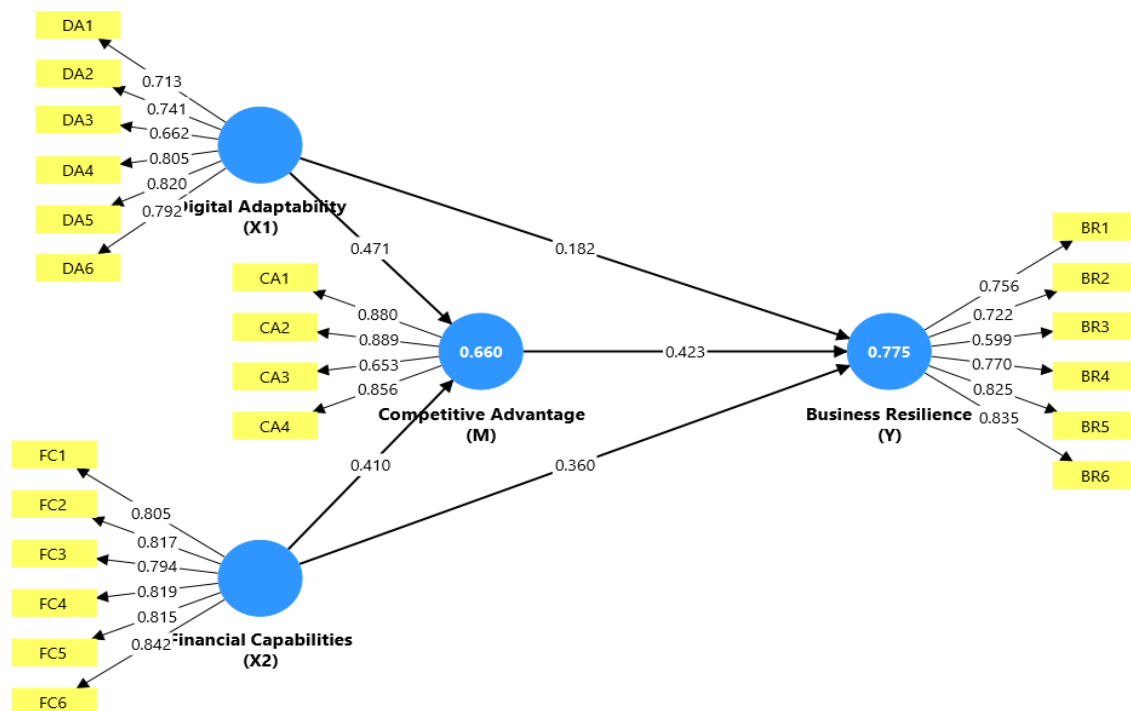 DA1
DA2
DA3
DA4
DA5
DA6
0.713
0.741
0.662
0.805
0.820
0.792
Digital Adaptability
(X1)
0.471
0.182
CA1
CA2
CA3
CA4
0.880
0.889
0.653
0.856
0.660
Competitive Advantage
(M)
0.423
0.775
Business Resilience
(Y)
BR1
BR2
BR3
BR4
BR5
BR6
0.756
0.722
0.599
0.770
0.825
0.835
0.410
0.360
FC1
FC2
FC3
FC4
FC5
FC6
0.805
0.817
0.794
0.819
0.815
0.842
Financial Capabilities
(X2)